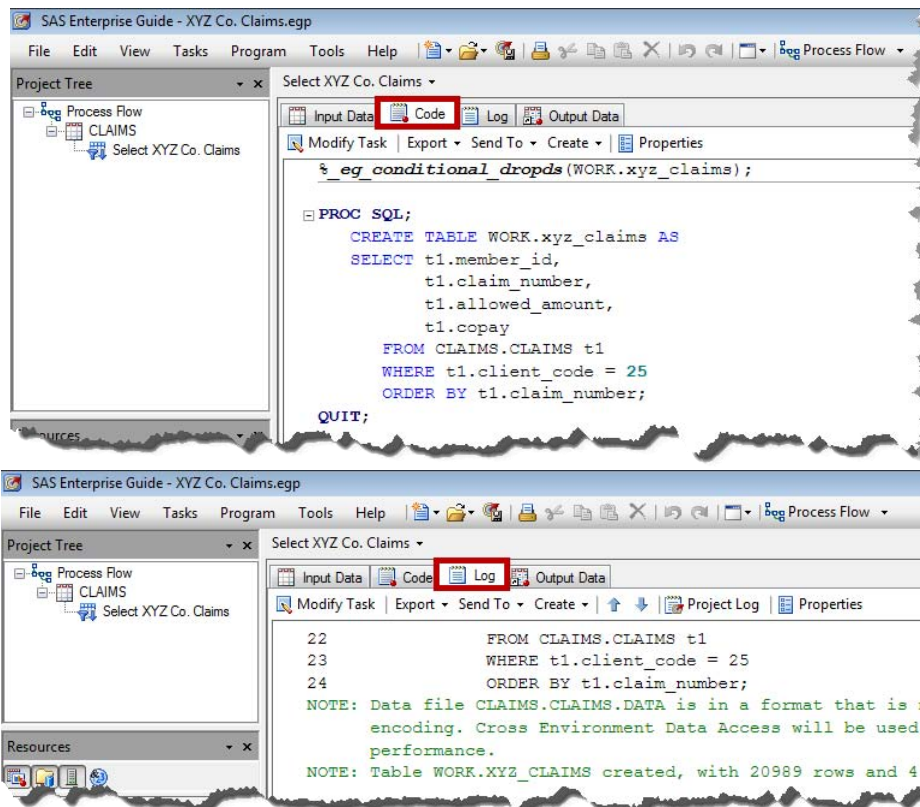 SAS Enterprise Guide - XYZ Co. Claims.egp
File Edit View Tasks Program Tools Help Process Flow
Project Tree
Select XYZ Co. Claims
Process Flow
CLAIMS
Select XYZ Co. Claims
Input Data Code Log Output Data
Modify Task Export Send To Create Properties
%_eg_conditional_dropds(WORK.xyz_claims);
PROC SQL;
CREATE TABLE WORK.xyz_claims AS
SELECT t1.member_id,
t1.claim_number,
t1.allowed_amount,
t1.copay
FROM CLAIMS.CLAIMS t1
WHERE t1.client_code = 25
ORDER BY t1.claim_number;
QUIT;
SAS Enterprise Guide - XYZ Co. Claims.egp
File Edit View Tasks Program Tools Help Process Flow
Project Tree
Select XYZ Co. Claims
Process Flow
CLAIMS
Select XYZ Co. Claims
Input Data Code Log Output Data
Modify Task Export Send To Create Project Log Properties
22 FROM CLAIMS.CLAIMS t1
23 WHERE t1.client_code = 25
24 ORDER BY t1.claim_number;
NOTE: Data file CLAIMS.CLAIMS.DATA is in a format that is
encoding. Cross Environment Data Access will be used
performance.
NOTE: Table WORK.XYZ_CLAIMS created, with 20989 rows and 4
Resources